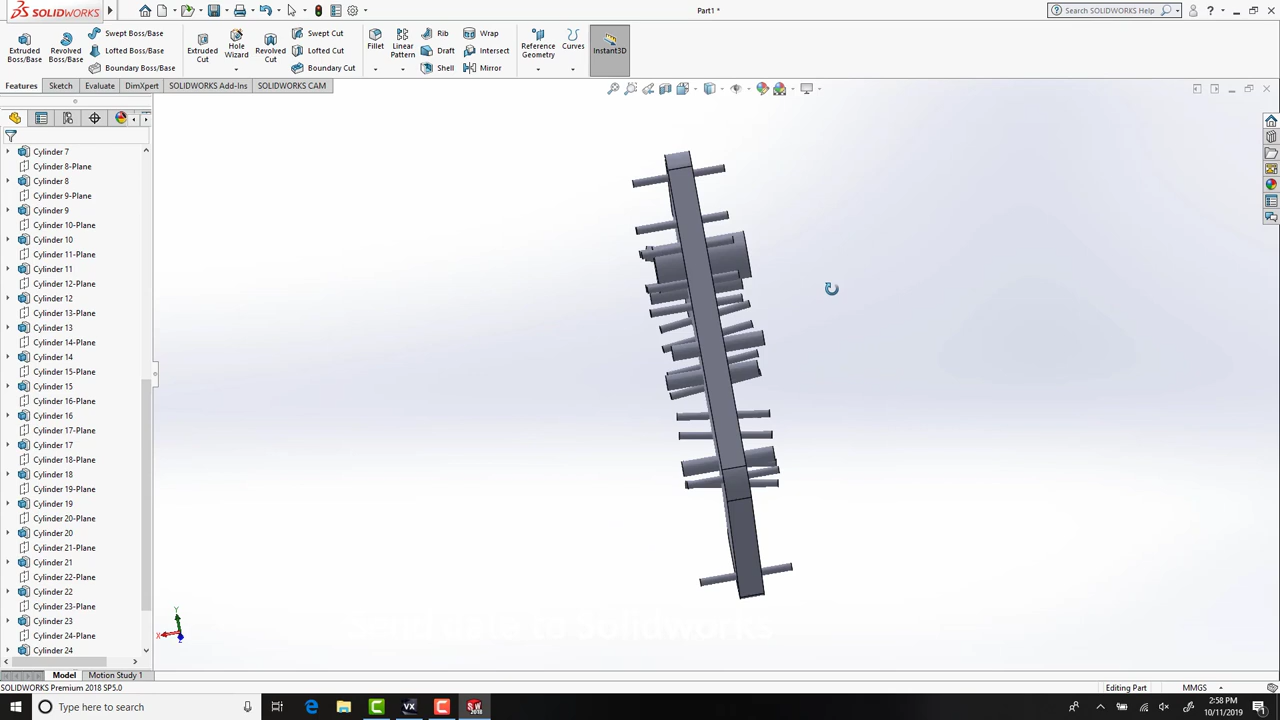 SOLIDWORKS
Part1 *
Search SOLIDWORKS Help
Extruded Boss/Base
Revolved Boss/Base
Swept Boss/Base
Lofted Boss/Base
Boundary Boss/Base
Extruded Cut
Hole Wizard
Revolved Cut
Swept Cut
Lofted Cut
Boundary Cut
Fillet
Linear Pattern
Rib
Draft
Shell
Wrap
Intersect
Mirror
Reference Geometry
Curves
Instant3D
Features
Sketch
Evaluate
DimXpert
SOLIDWORKS Add-Ins
SOLIDWORKS CAM
Cylinder 7
Cylinder 8-Plane
Cylinder 8
Cylinder 9-Plane
Cylinder 9
Cylinder 10-Plane
Cylinder 10
Cylinder 11-Plane
Cylinder 11
Cylinder 12-Plane
Cylinder 12
Cylinder 13-Plane
Cylinder 13
Cylinder 14-Plane
Cylinder 14
Cylinder 15-Plane
Cylinder 15
Cylinder 16-Plane
Cylinder 16
Cylinder 17-Plane
Cylinder 17
Cylinder 18-Plane
Cylinder 18
Cylinder 19-Plane
Cylinder 19
Cylinder 20-Plane
Cylinder 20
Cylinder 21-Plane
Cylinder 21
Cylinder 22-Plane
Cylinder 22
Cylinder 23-Plane
Cylinder 23
Cylinder 24-Plane
Cylinder 24
Y
X
Z
to Solidworks
Model
Motion Study 1
SOLIDWORKS Premium 2018 SP5.0
Editing Part
MMGS
Type here to search
2:58 PM
10/11/2019